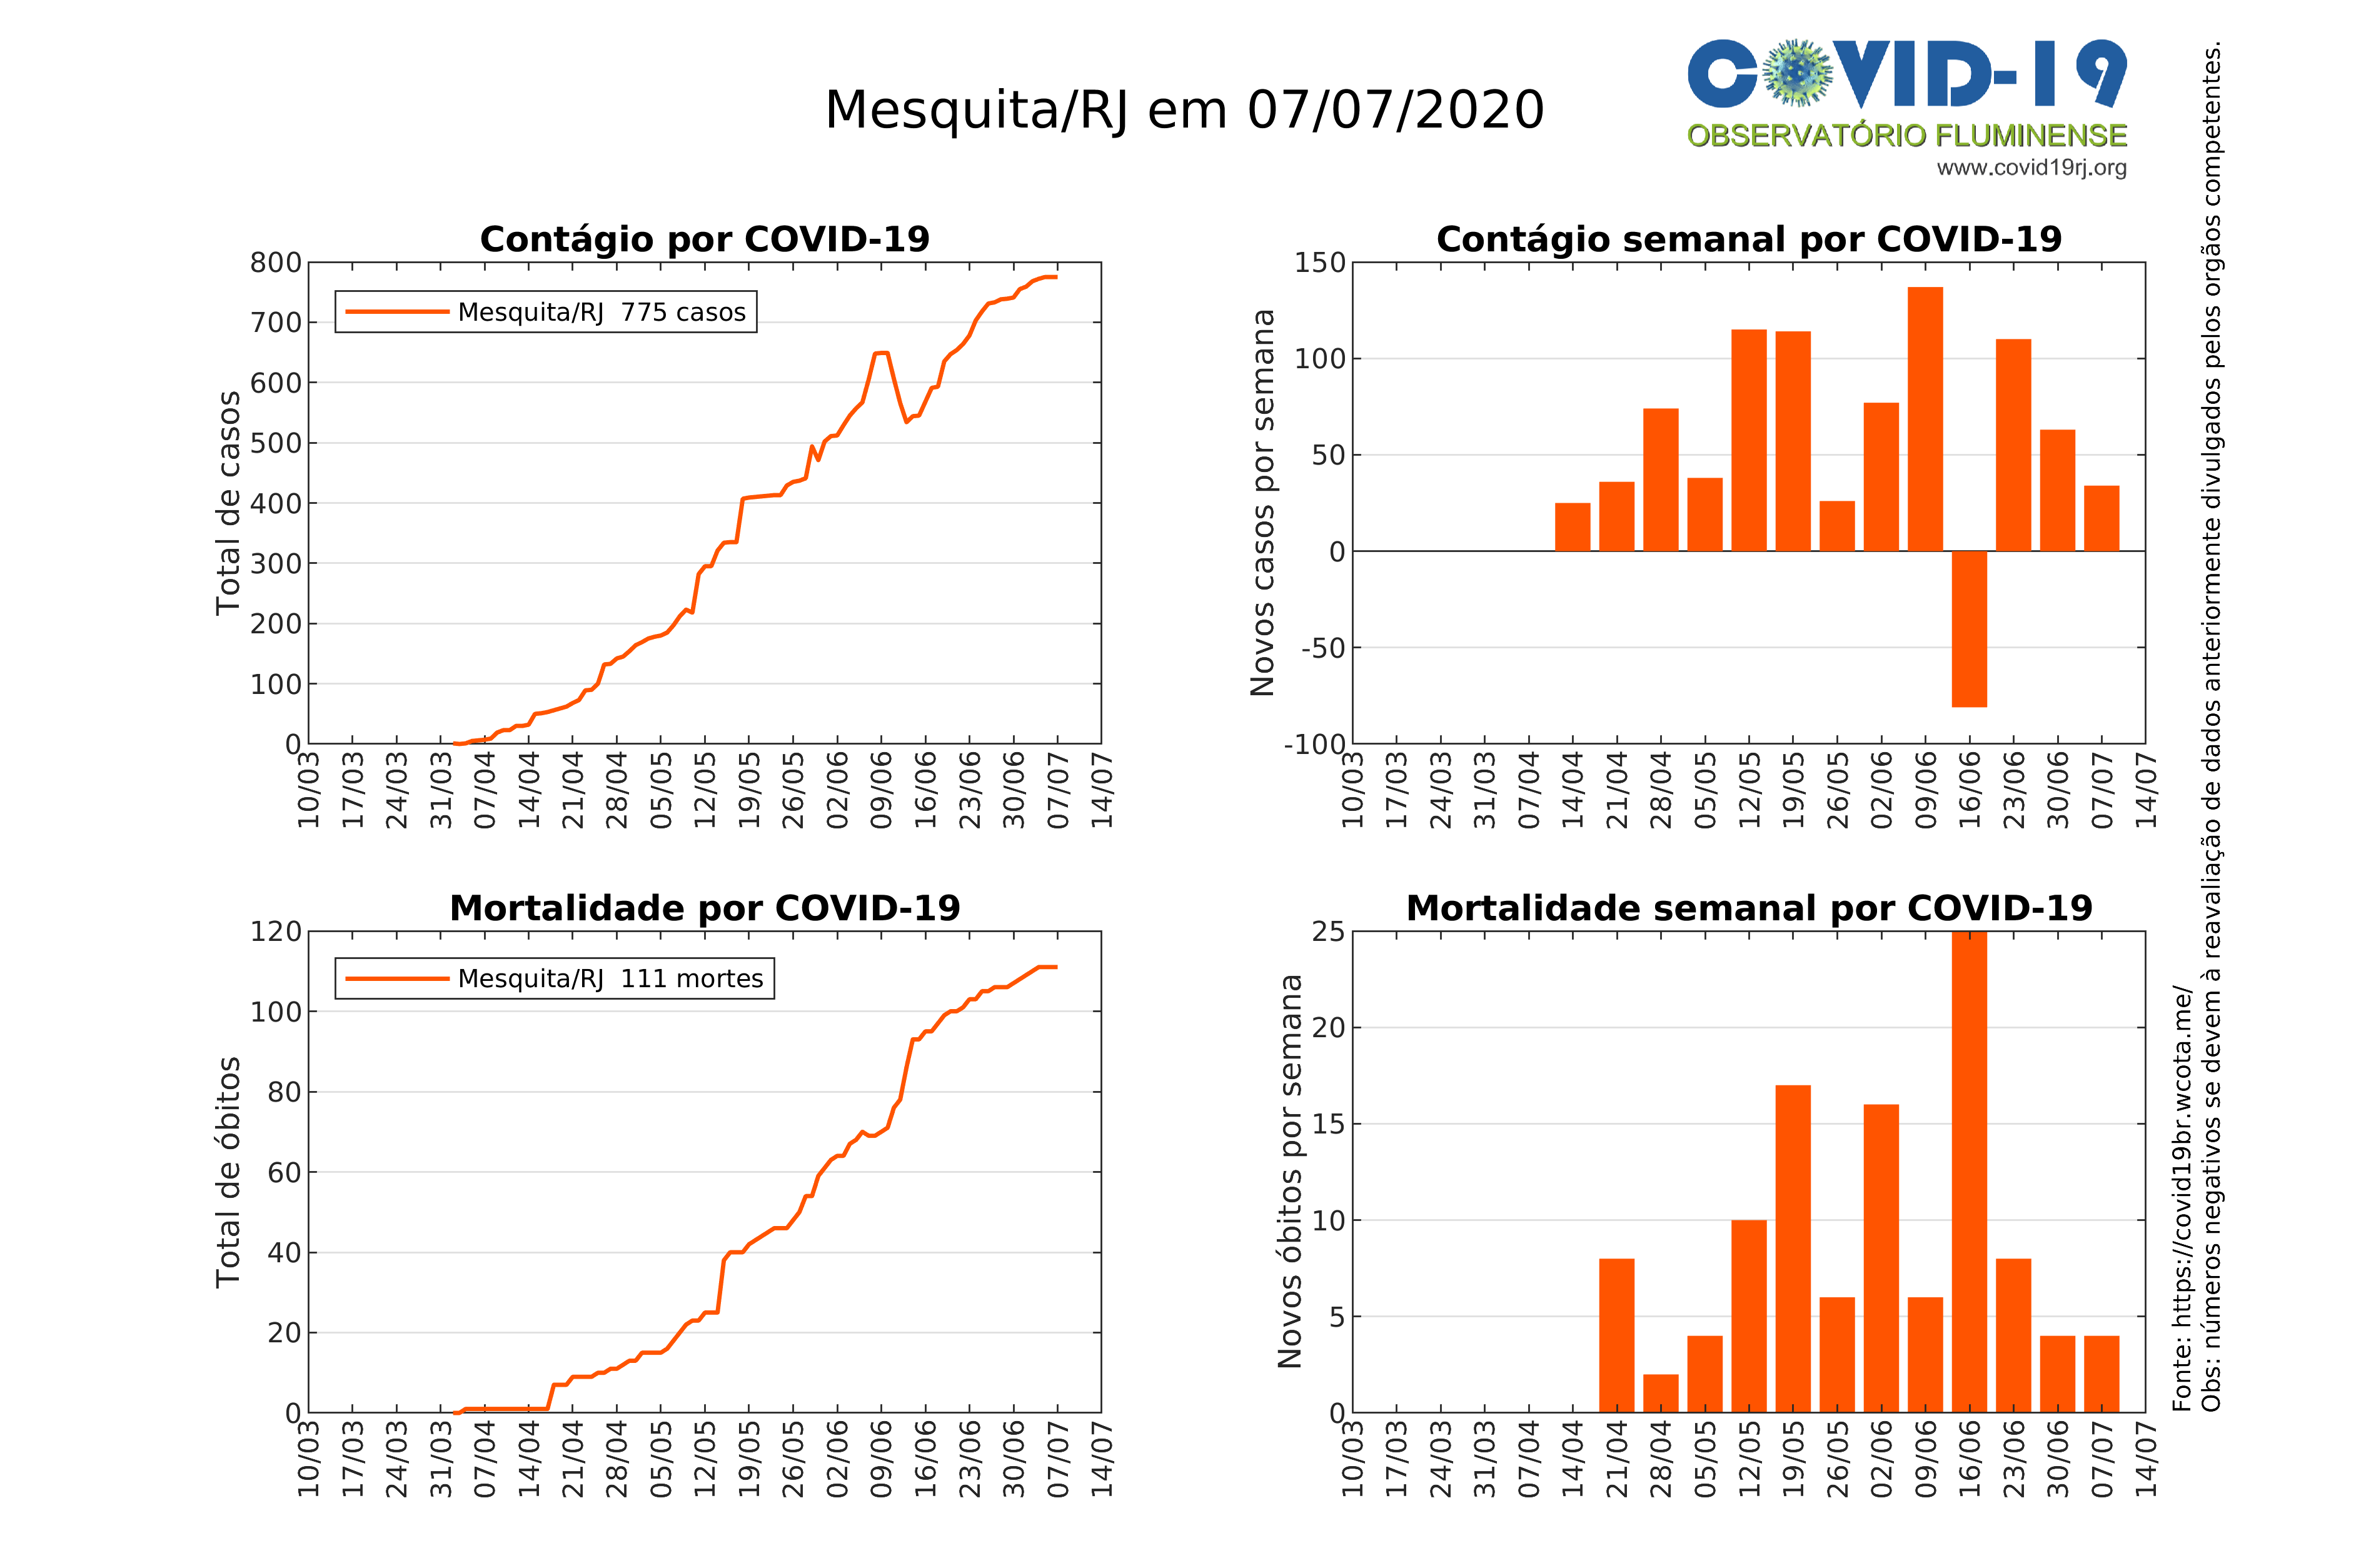 Mesquita/RJ em 07/07/2020
COVID-19
OBSERVATÓRIO FLUMINENSE
www.covid19rj.org
Contágio por COVID-19
Total de casos
800
700
600
500
400
300
200
100
0
Mesquita/RJ 775 casos
10/03 17/03 24/03 31/03 07/04 14/04 21/04 28/04 05/05 12/05 19/05 26/05 02/06 09/06 16/06 23/06 30/06 07/07 14/07
Contágio semanal por COVID-19
Novos casos por semana
150
100
50
0
-50
-100
10/03 17/03 24/03 31/03 07/04 14/04 21/04 28/04 05/05 12/05 19/05 26/05 02/06 09/06 16/06 23/06 30/06 07/07 14/07
Mortalidade por COVID-19
Total de óbitos
120
100
80
60
40
20
0
Mesquita/RJ 111 mortes
10/03 17/03 24/03 31/03 07/04 14/04 21/04 28/04 05/05 12/05 19/05 26/05 02/06 09/06 16/06 23/06 30/06 07/07 14/07
Mortalidade semanal por COVID-19
Novos óbitos por semana
25
20
15
10
5
0
10/03 17/03 24/03 31/03 07/04 14/04 21/04 28/04 05/05 12/05 19/05 26/05 02/06 09/06 16/06 23/06 30/06 07/07 14/07
Fonte: https://covid19br.wcota.me/
Obs: números negativos se devem à reavaliação de dados anteriormente divulgados pelos orgãos competentes.